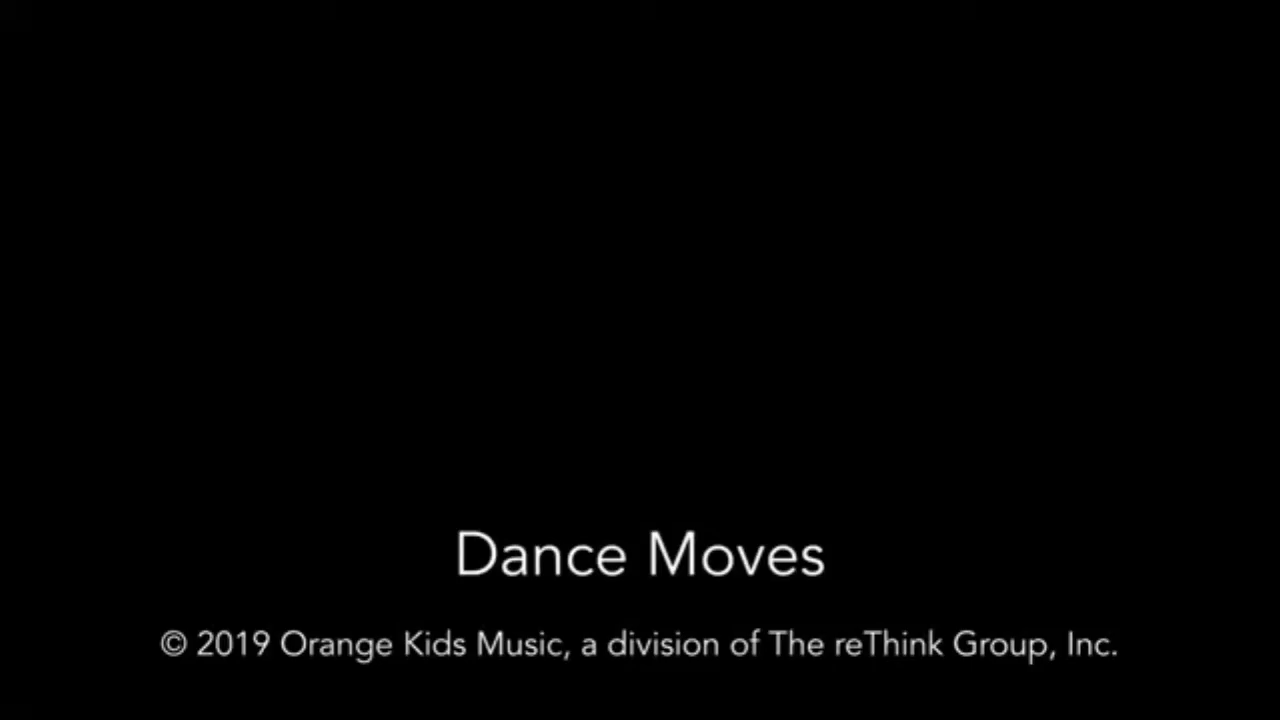 Dance Moves
© 2019 Orange Kids Music, a division of The reThink Group, Inc.